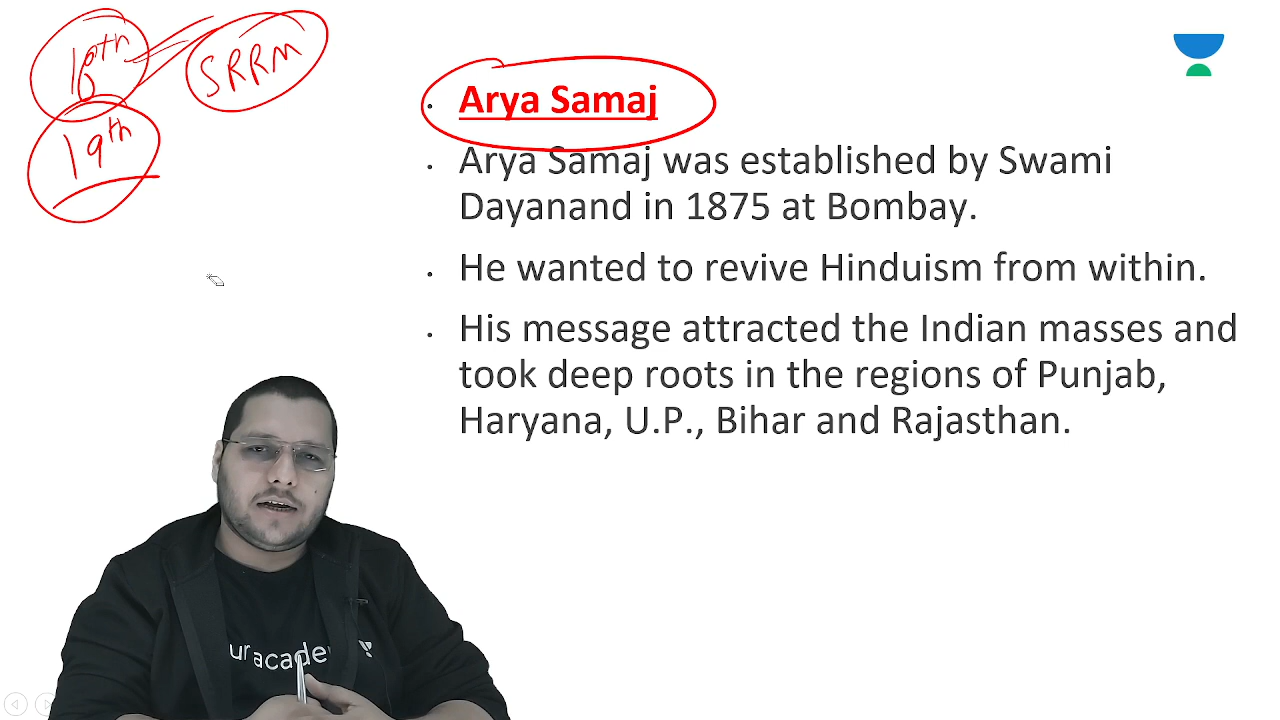 18th
SRRM
19th
Arya Samaj
Arya Samaj was established by Swami
Dayanand in 1875 at Bombay.
He wanted to revive Hinduism from within.
His message attracted the Indian masses and
took deep roots in the regions of Punjab,
Haryana, U.P., Bihar and Rajasthan.